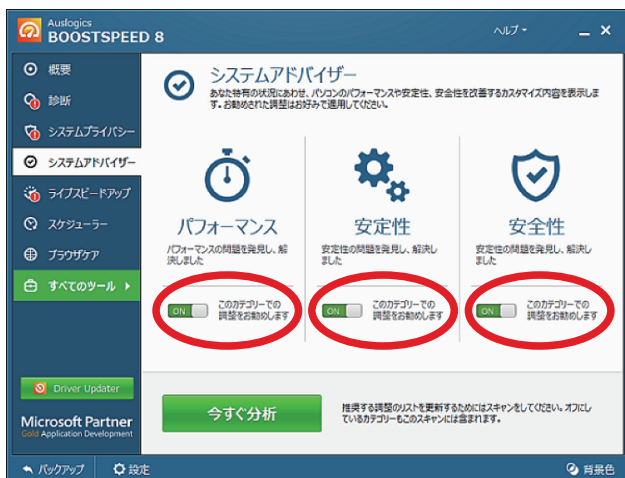 Auslogics
BOOSTSPEED 8
ヘルプ
概要
診断
システムプライバシー
システムアドバイザー
ライブスピードアップ
スケジューラー
ブラウザケア
すべてのツール
Driver Updater
Microsoft Partner
Gold Application Development
システムアドバイザー
あなた特有の状況にあわせ、パソコンのパフォーマンスや安定性、安全性を改善するカスタマイズ内容を表示しま
す。お勧めされた調整はお好みで適用してください。
パフォーマンス
パフォーマンスの問題を発見し、解
決しました
ON
このカテゴリーでの
調整をお勧めします
安定性
安定性の問題を発見し、解決し
ました
ON
このカテゴリーでの
調整をお勧めします
安全性
安定性の問題を発見し、解決し
ました
ON
このカテゴリーでの
調整をお勧めします
今すぐ分析
推奨する調整のリストを更新するためにはスキャンをしてください。オフにし
ているカテゴリーもこのスキャンには含まれます。
バックアップ
設定
背景色